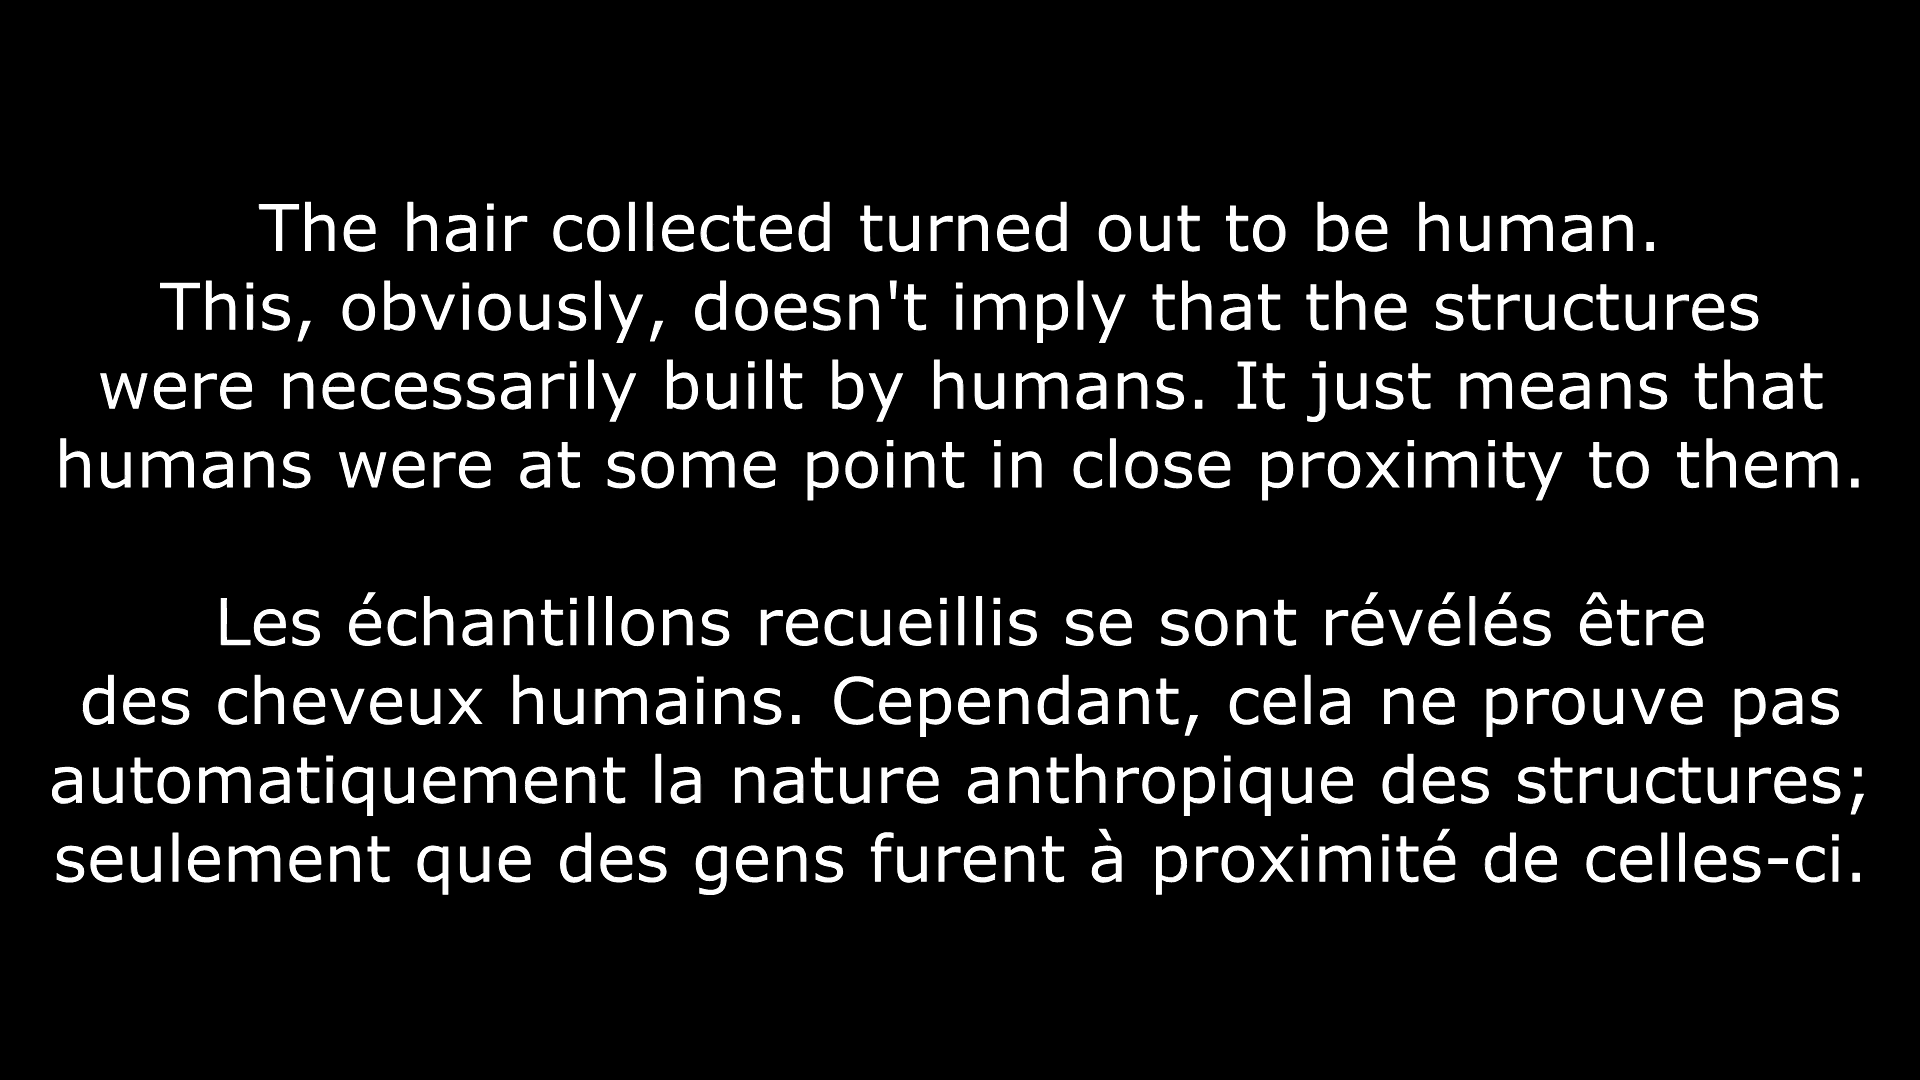 The hair collected turned out to be human.
This, obviously, doesn't imply that the structures
were necessarily built by humans. It just means that
humans were at some point in close proximity to them.
Les échantillons recueillis se sont révélés être
des cheveux humains. Cependant, cela ne prouve pas
automatiquement la nature anthropique des structures;
seulement que des gens furent à proximité de celles-ci.